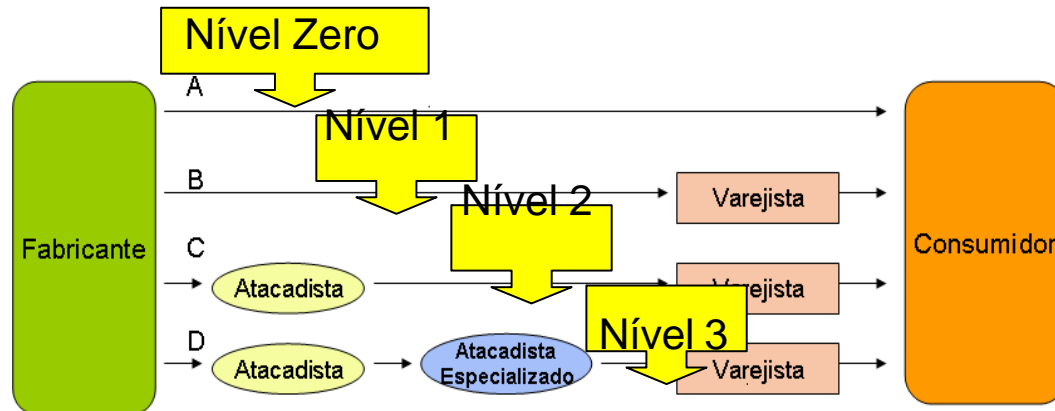 Nível Zero
A
Nível 1
B
Varejista
Nível 2
Fabricante
Consumidor
C
Atacadista
Varejista
Nível 3
D
Atacadista
Atacadista
Especializado
Varejista